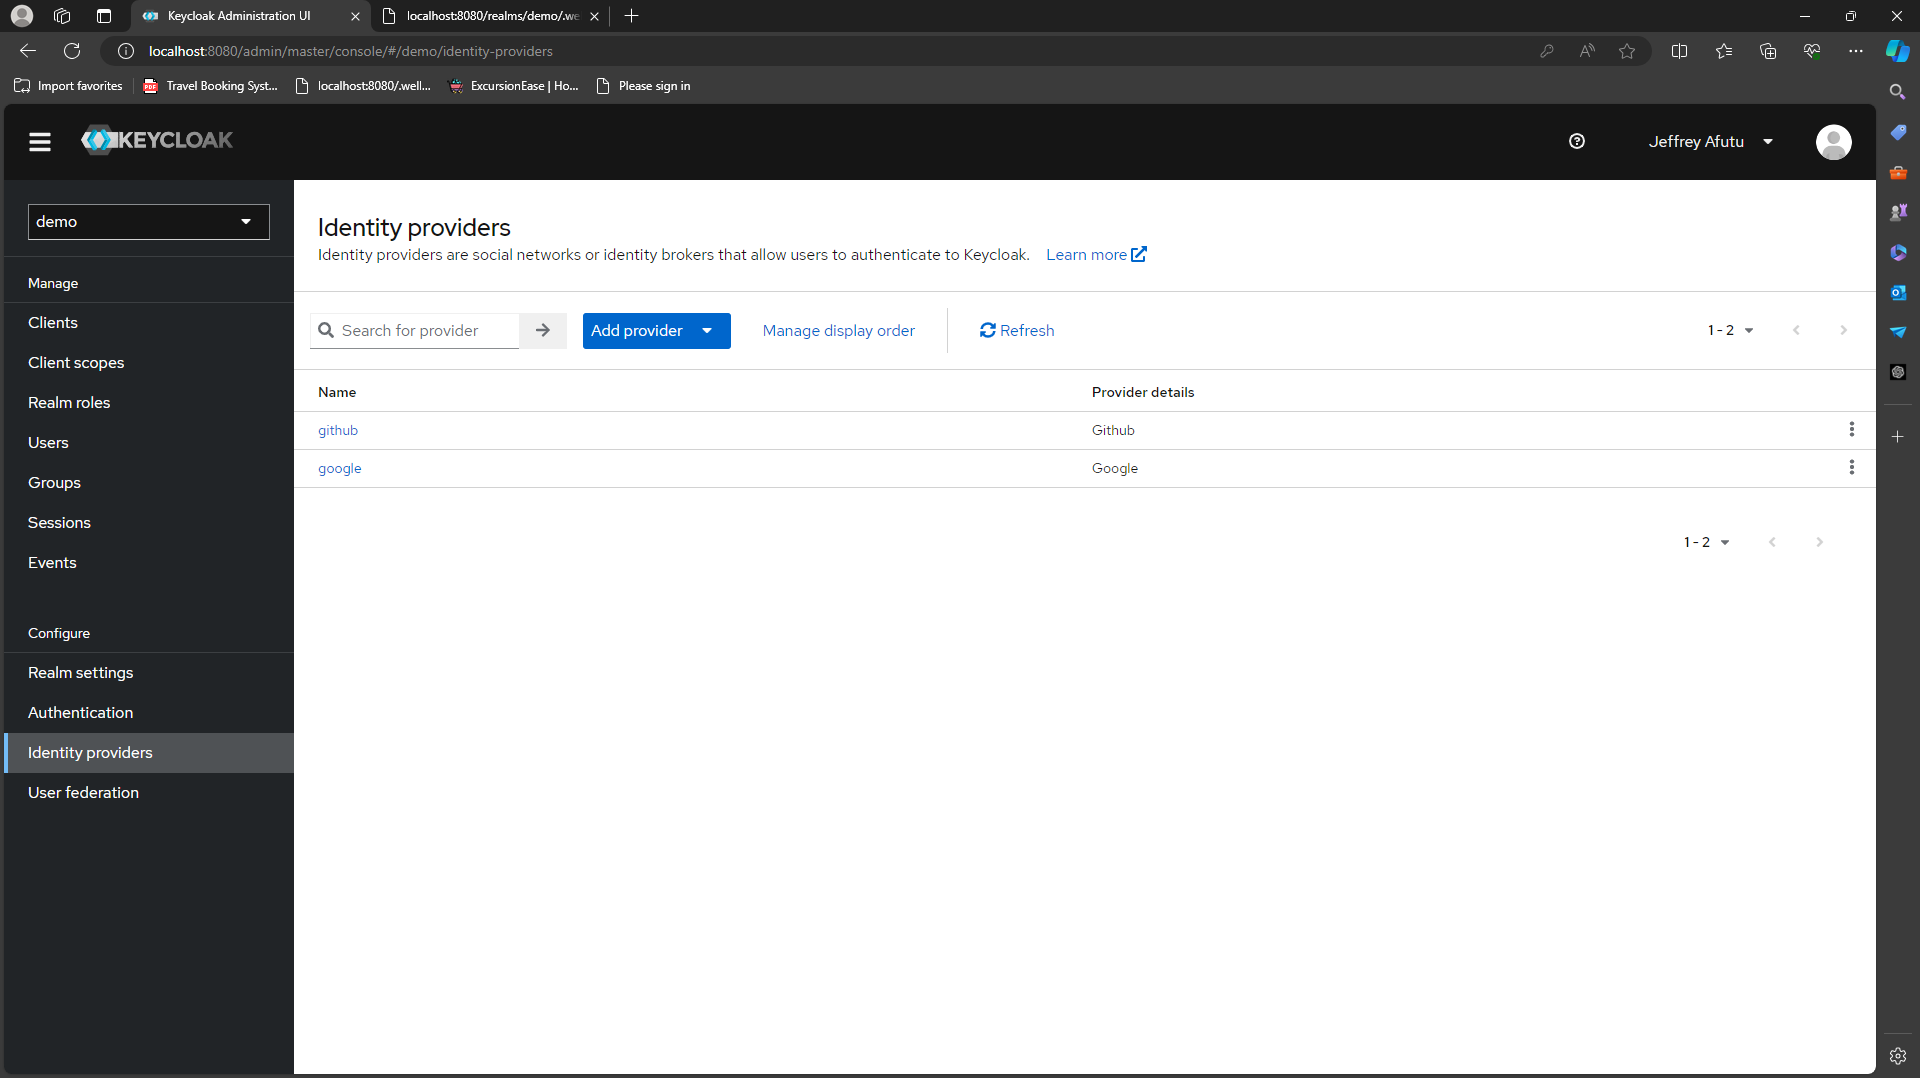 Keycloak Administration UI
localhost:8080/realms/demo/.we
localhost:8080/admin/master/console/#/demo/identity-providers
Import favorites
Travel Booking Syst...
localhost:8080/.well...
ExcursionEase | Ho...
Please sign in
KEYCLOAK
Jeffrey Afutu
demo
Manage
Clients
Client scopes
Realm roles
Users
Groups
Sessions
Events
Configure
Realm settings
Authentication
Identity providers
User federation
Identity providers
Identity providers are social networks or identity brokers that allow users to authenticate to Keycloak. Learn more
Search for provider
Add provider
Manage display order
Refresh
1 - 2
Name Provider details
github Github
google Google
1 - 2